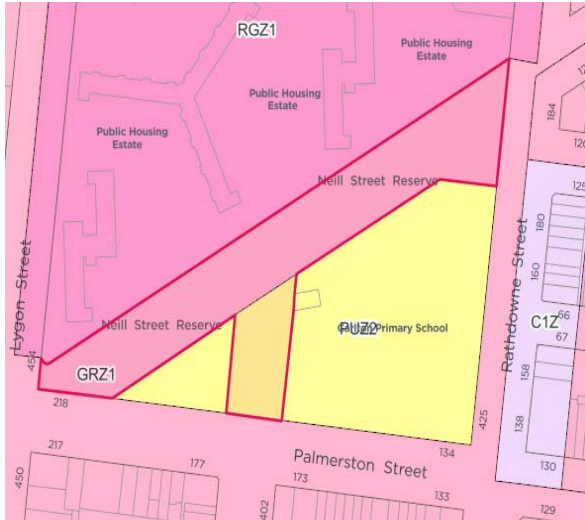 RGZ1
Public Housing
Estate
Public Housing
Estate
Public Housing
Estate
184
120
Neill Street Reserve
125
180
160
Lygon Street
Rathdowne Street
Neill Street Reserve
Primary School
PUZ2
C1Z
66
67
454
GRZ1
218
158
138
425
134
130
217
177
Palmerston Street
450
173
133
402
129